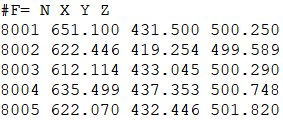 #F= N X Y Z
8001 651.100 431.500 500.250
8002 622.446 419.254 499.589
8003 612.114 433.045 500.290
8004 635.499 437.353 500.748
8005 622.070 432.446 501.820